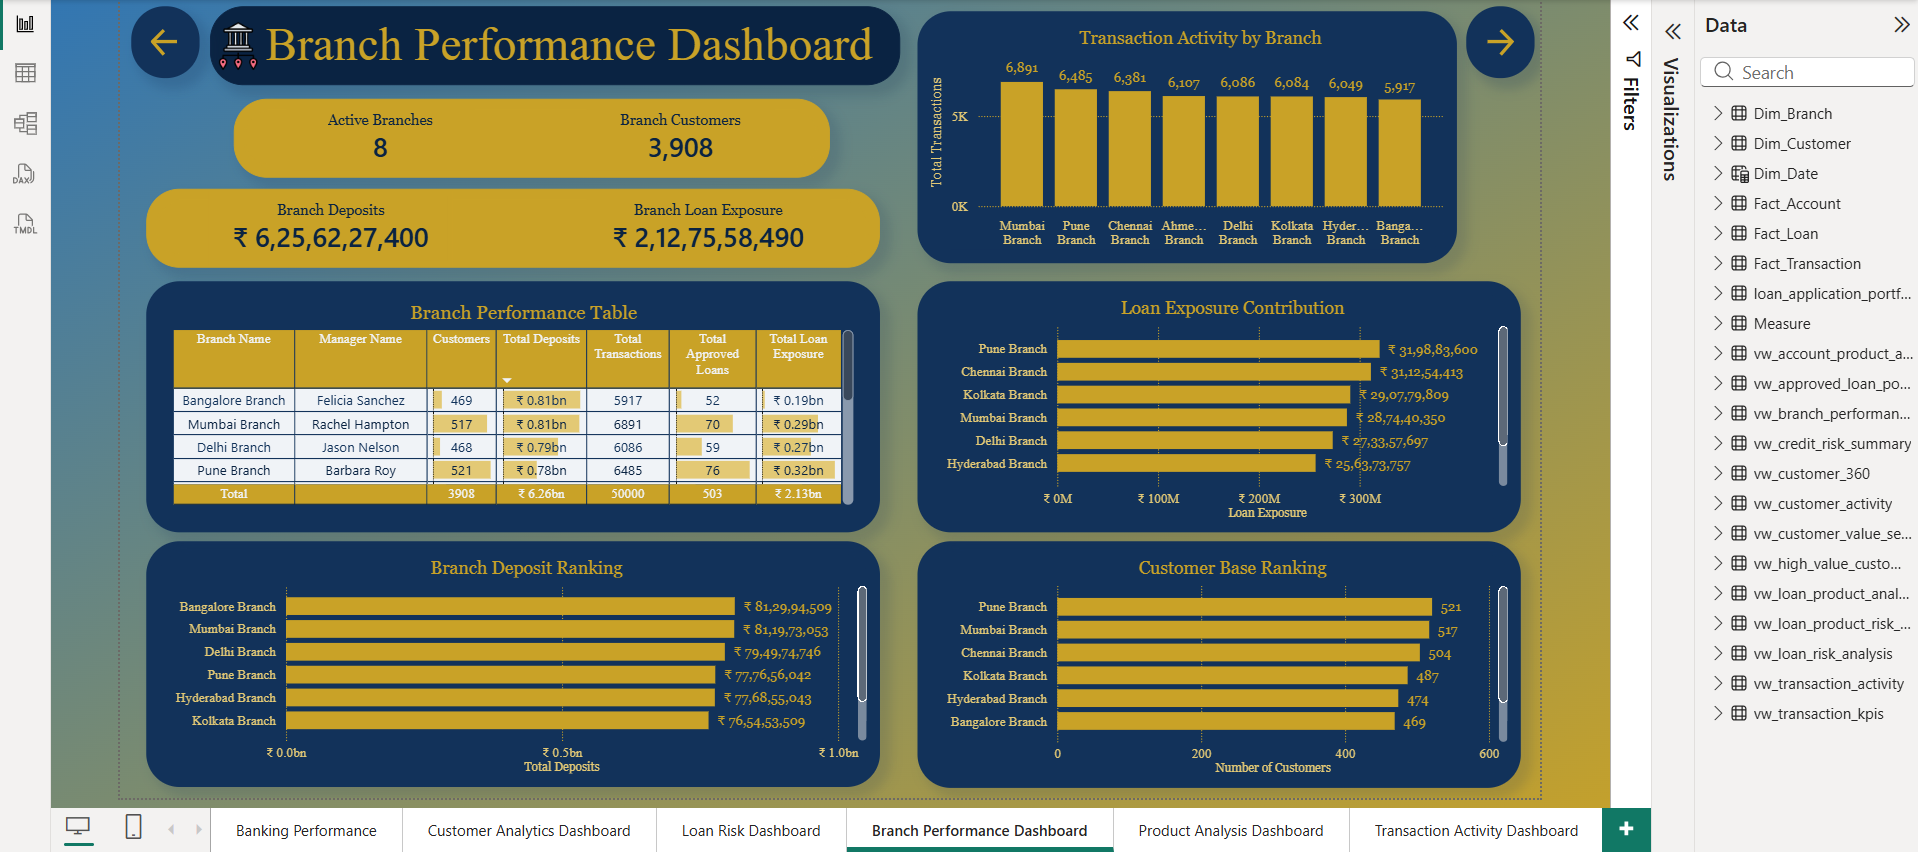 Branch Performance Dashboard
Active Branches
8
Branch Customers
3,908
Branch Deposits
₹ 6,25,62,27,400
Branch Loan Exposure
₹ 2,12,75,58,490
Transaction Activity by Branch
Total Transactions
5K
0K
6,891
6,485
6,381
6,107
6,086
6,084
6,049
5,917
Mumbai Branch
Pune Branch
Chennai Branch
Ahme... Branch
Delhi Branch
Kolkata Branch
Hyder... Branch
Banga... Branch
Branch Performance Table
Branch Name Manager Name Customers Total Deposits Total Transactions Total Approved Loans Total Loan Exposure
Bangalore Branch Felicia Sanchez 469 ₹ 0.81bn 5917 52 ₹ 0.19bn
Mumbai Branch Rachel Hampton 517 ₹ 0.81bn 6891 70 ₹ 0.29bn
Delhi Branch Jason Nelson 468 ₹ 0.79bn 6086 59 ₹ 0.27bn
Pune Branch Barbara Roy 521 ₹ 0.78bn 6485 76 ₹ 0.32bn
Total 3908 ₹ 6.26bn 50000 503 ₹ 2.13bn
Loan Exposure Contribution
Pune Branch ₹ 31,98,83,600
Chennai Branch ₹ 31,12,54,413
Kolkata Branch ₹ 29,07,79,809
Mumbai Branch ₹ 28,74,40,350
Delhi Branch ₹ 27,33,57,697
Hyderabad Branch ₹ 25,63,73,757
₹ 0M ₹ 100M ₹ 200M ₹ 300M
Loan Exposure
Branch Deposit Ranking
Bangalore Branch ₹ 81,29,94,509
Mumbai Branch ₹ 81,19,73,053
Delhi Branch ₹ 79,49,74,746
Pune Branch ₹ 77,76,56,042
Hyderabad Branch ₹ 77,68,55,043
Kolkata Branch ₹ 76,54,53,509
₹ 0.0bn ₹ 0.5bn ₹ 1.0bn
Total Deposits
Customer Base Ranking
Pune Branch 521
Mumbai Branch 517
Chennai Branch 504
Kolkata Branch 487
Hyderabad Branch 474
Bangalore Branch 469
0 200 400 600
Number of Customers
DAX
TMDL
Filters
Visualizations
Data
Search
Dim_Branch
Dim_Customer
Dim_Date
Fact_Account
Fact_Loan
Fact_Transaction
loan_application_portf...
Measure
vw_account_product_a...
vw_approved_loan_po...
vw_branch_performan...
vw_credit_risk_summary
vw_customer_360
vw_customer_activity
vw_customer_value_se...
vw_high_value_custo...
vw_loan_product_anal...
vw_loan_product_risk_...
vw_loan_risk_analysis
vw_transaction_activity
vw_transaction_kpis
Banking Performance
Customer Analytics Dashboard
Loan Risk Dashboard
Branch Performance Dashboard
Product Analysis Dashboard
Transaction Activity Dashboard